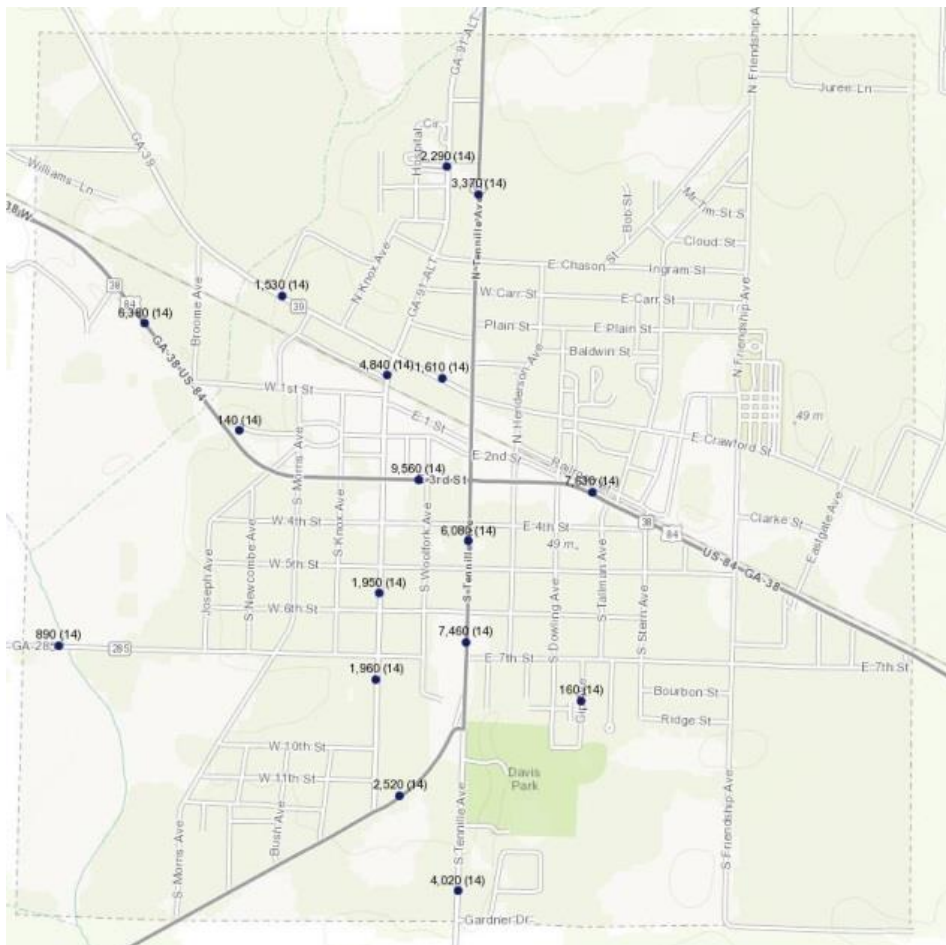 GA-91-ALT
N Friendship A
Juree Ln
GA-39
Cir
Hospital
2,290 (14)
3,370 (14)
Williams Ln
Mr Tm St S
Bob St
St
Cloud St
38 W
N Tennille Ave
N Knox Ave
E Chason
Ingram St
38
84
1,530 (14)
39
GA-91-ALT
W Carr St
E Carr St
6,360 (14)
Broome Ave
Plain St
E Plain St
N Friendship Ave
GA-38-US-84
Baldwin St
4,840 (14)
1,610 (14)
N Henderson Ave
W 1st St
140 (14)
E 1 St
49 m
E Crawford St
S Morris Ave
E 2nd St
9,560 (14)
3rd St
7,630 (14)
S Knox Ave
S Woolfork Ave
W 4th St
6,080 (14)
E 4th St
38
84
Clarke St
Eastgate Ave
49 m
W 5th St
US-84-GA-38
Joseph Ave
S Newcombe Ave
S Tennille
S Tallman Ave
1,950 (14)
S Dowling Ave
S Stern Ave
W 6th St
890 (14)
GA-285
285
7,460 (14)
E 7th St
E 7th St
1,960 (14)
160 (14)
Bourbon St
Ridge St
W 10th St
W 11th St
Davis
Park
2,520 (14)
Bush Ave
S Morris Ave
S Tennille Ave
S Friendship Ave
4,020 (14)
Gardner Dr